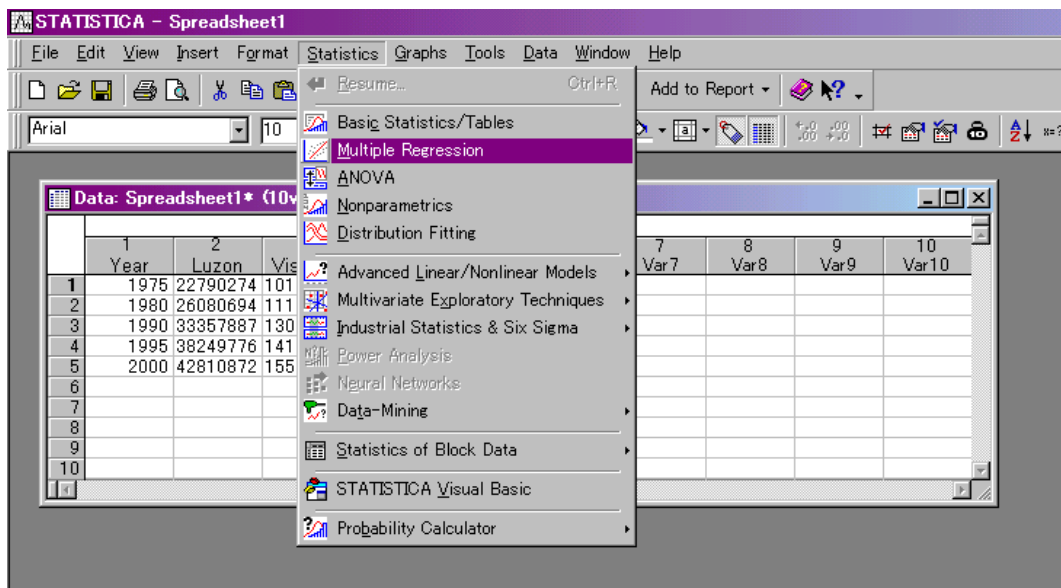 STATISTICA - Spreadsheet1
File Edit View Insert Format Statistics Graphs Tools Data Window Help
Add to Report
Arial 10
Resume... Ctrl+R
Basic Statistics/Tables
Multiple Regression
ANOVA
Nonparametrics
Distribution Fitting
Advanced Linear/Nonlinear Models
Multivariate Exploratory Techniques
Industrial Statistics & Six Sigma
Power Analysis
Neural Networks
Data-Mining
Statistics of Block Data
STATISTICA Visual Basic
Probability Calculator
Data: Spreadsheet1* (10v
1 2 7 8 9 10
Year Luzon Vis Var7 Var8 Var9 Var10
1 1975 22790274 101
2 1980 26080694 111
3 1990 33357887 130
4 1995 38249776 141
5 2000 42810872 155
6
7
8
9
10